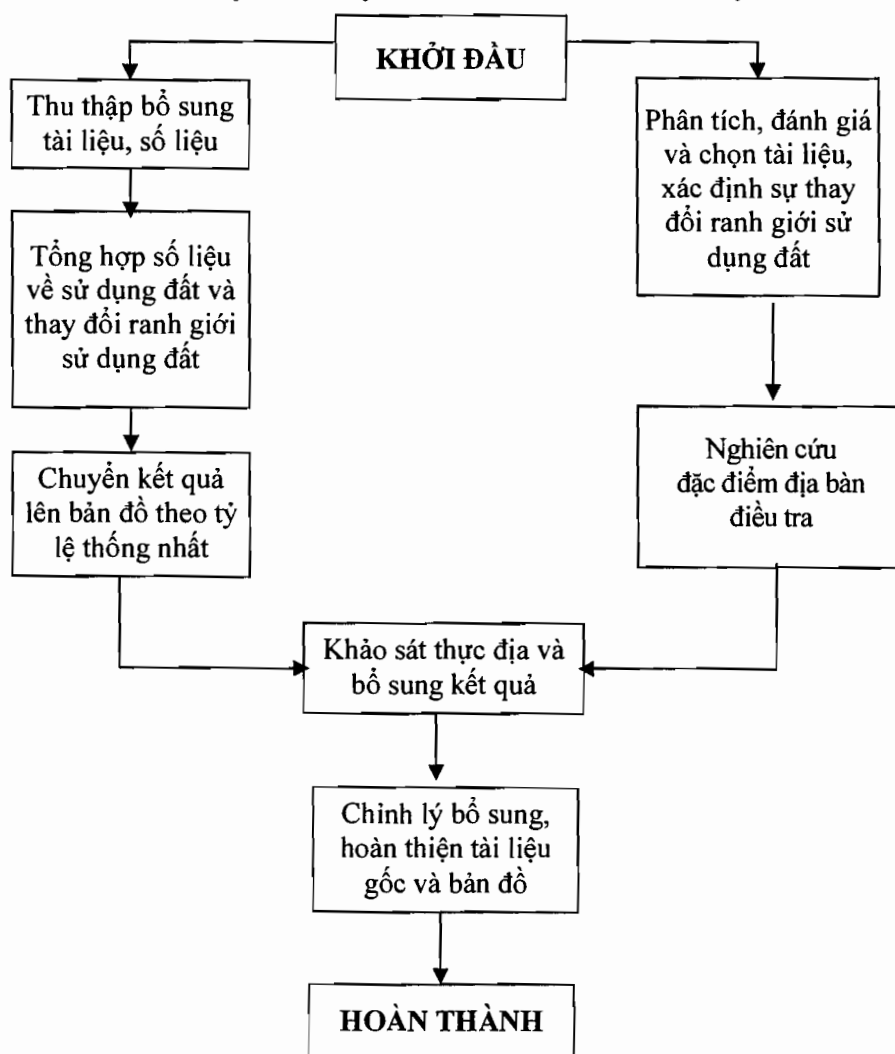 KHỞI ĐẦU
Thu thập bổ sung
tài liệu, số liệu
Tổng hợp số liệu
về sử dụng đất và
thay đổi ranh giới
sử dụng đất
Chuyển kết quả
lên bản đồ theo tỷ
lệ thống nhất
Phân tích, đánh giá
và chọn tài liệu,
xác định sự thay
đổi ranh giới sử
dụng đất
Nghiên cứu
đặc điểm địa bàn
điều tra
Khảo sát thực địa và
bổ sung kết quả
Chỉnh lý bổ sung,
hoàn thiện tài liệu
gốc và bản đồ
HOÀN THÀNH